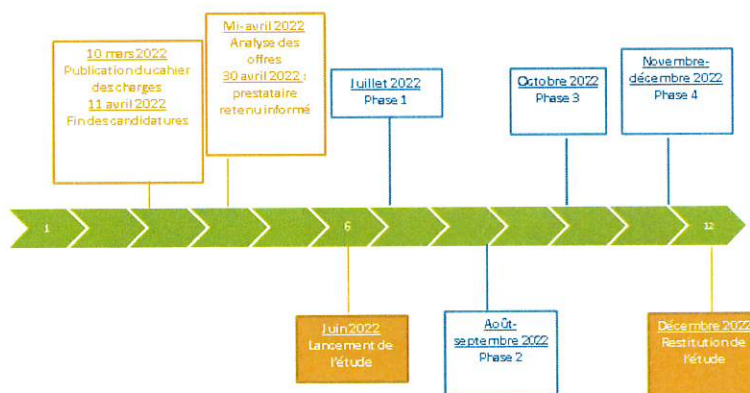 10 mars 2022
Publication du cahier
des charges
11 avril 2022
Fin des candidatures
Mi-avril 2022
Analyse des
offres
30 avril 2022 :
prestataire
retenu informé
Juillet 2022
Phase 1
Octobre 2022
Phase 3
Novembre-
décembre 2022
Phase 4
1
6
12
Juin 2022
Lancement de
l'étude
Août-
septembre 2022
Phase 2
Décembre 2022
Restitution de
l'étude